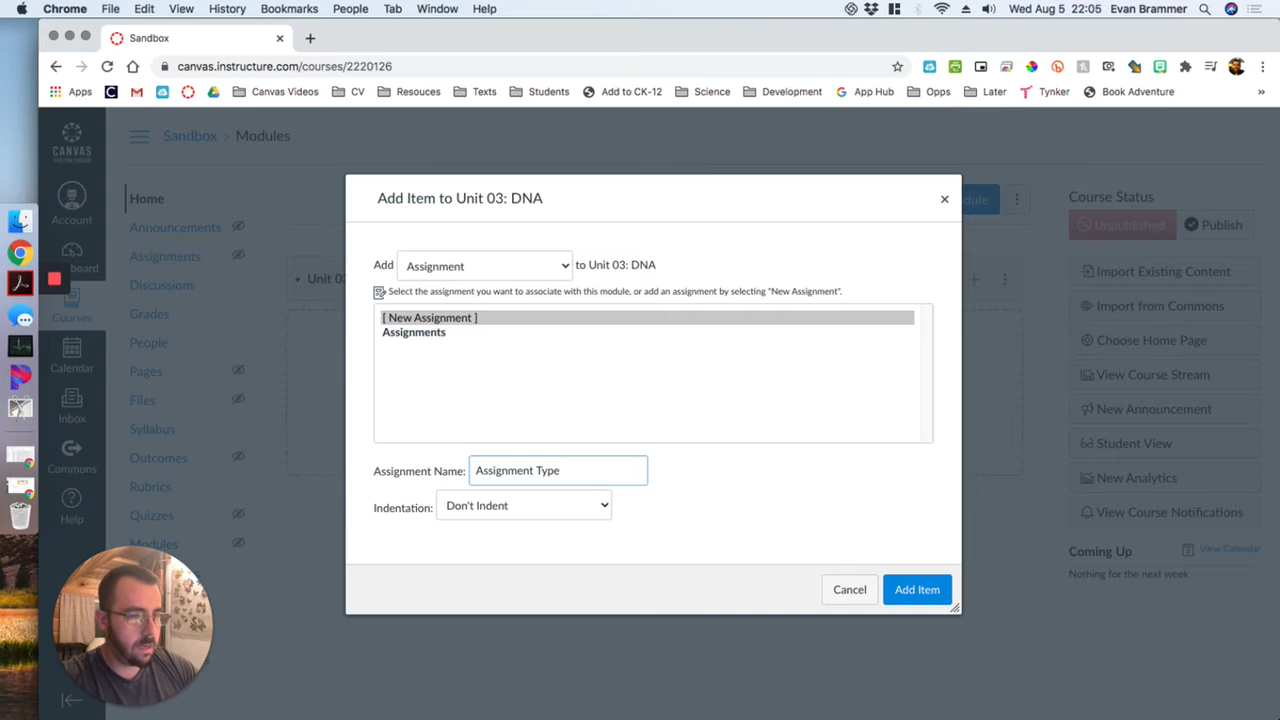 Chrome File Edit View History Bookmarks People Tab Window Help Wed Aug 5 22:05 Evan Brammer
Sandbox
canvas.instructure.com/courses/2220126
Apps Canvas Videos CV Resouces Texts Students Add to CK-12 Science Development App Hub Opps Later Tynker Book Adventure »
CANVAS
Sandbox › Modules
Account
Courses
Calendar
Inbox
Commons
Help
Home
Announcements
Assignments
Discussions
Grades
People
Pages
Files
Syllabus
Outcomes
Rubrics
Quizzes
Modules
Unit 03
Add Item to Unit 03: DNA
Add Assignment to Unit 03: DNA
Select the assignment you want to associate with this module, or add an assignment by selecting "New Assignment".
[ New Assignment ]
Assignments
Assignment Name: Assignment Type
Indentation: Don't Indent
Cancel Add Item
Course Status
Unpublished Publish
Import Existing Content
Import from Commons
Choose Home Page
View Course Stream
New Announcement
Student View
New Analytics
View Course Notifications
Coming Up View Calendar
Nothing for the next week